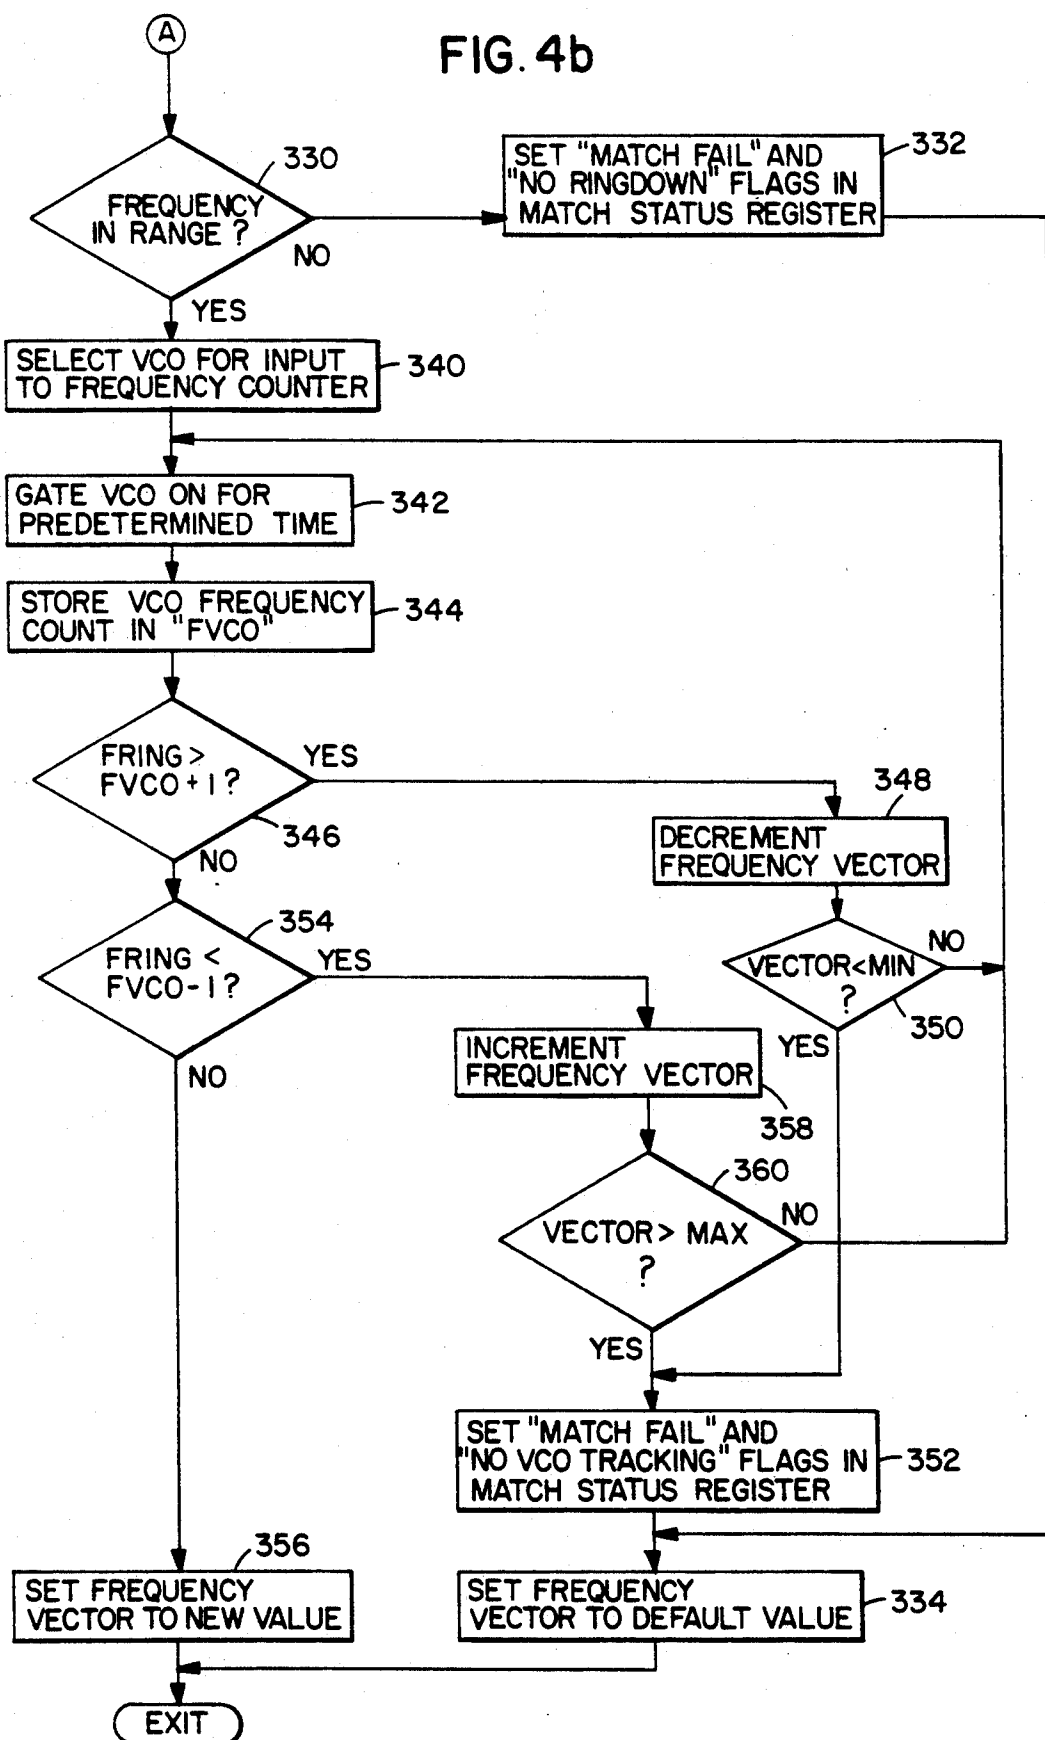 A
FIG. 4b
330
FREQUENCY
IN RANGE ?
NO
YES
SET "MATCH FAIL" AND
"NO RINGDOWN" FLAGS IN
MATCH STATUS REGISTER
332
SELECT VCO FOR INPUT
TO FREQUENCY COUNTER
340
GATE VCO ON FOR
PREDETERMINED TIME
342
STORE VCO FREQUENCY
COUNT IN "FVCO"
344
FRING >
FVCO + 1 ?
YES
346
NO
348
DECREMENT
FREQUENCY VECTOR
354
FRING <
FVCO - 1 ?
YES
NO
VECTOR < MIN
?
NO
350
YES
INCREMENT
FREQUENCY VECTOR
358
360
VECTOR > MAX
?
NO
YES
SET "MATCH FAIL" AND
"NO VCO TRACKING" FLAGS IN
MATCH STATUS REGISTER
352
356
SET FREQUENCY
VECTOR TO NEW VALUE
SET FREQUENCY
VECTOR TO DEFAULT VALUE
334
EXIT